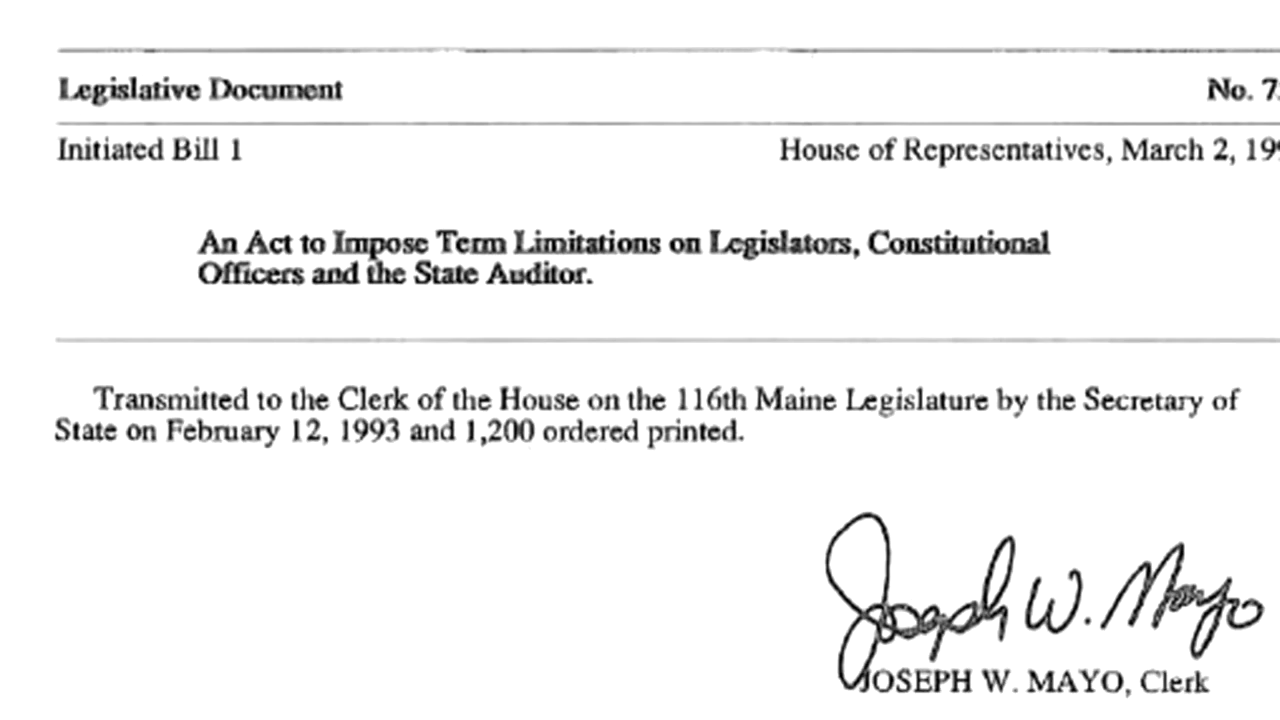 Legislative Document No.
Initiated Bill 1 House of Representatives, March 2,
An Act to Impose Term Limitations on Legislators, Constitutional
Officers and the State Auditor.
Transmitted to the Clerk of the House on the 116th Maine Legislature by the Secretary of
State on February 12, 1993 and 1,200 ordered printed.
Joseph W. Mayo
JOSEPH W. MAYO, Clerk